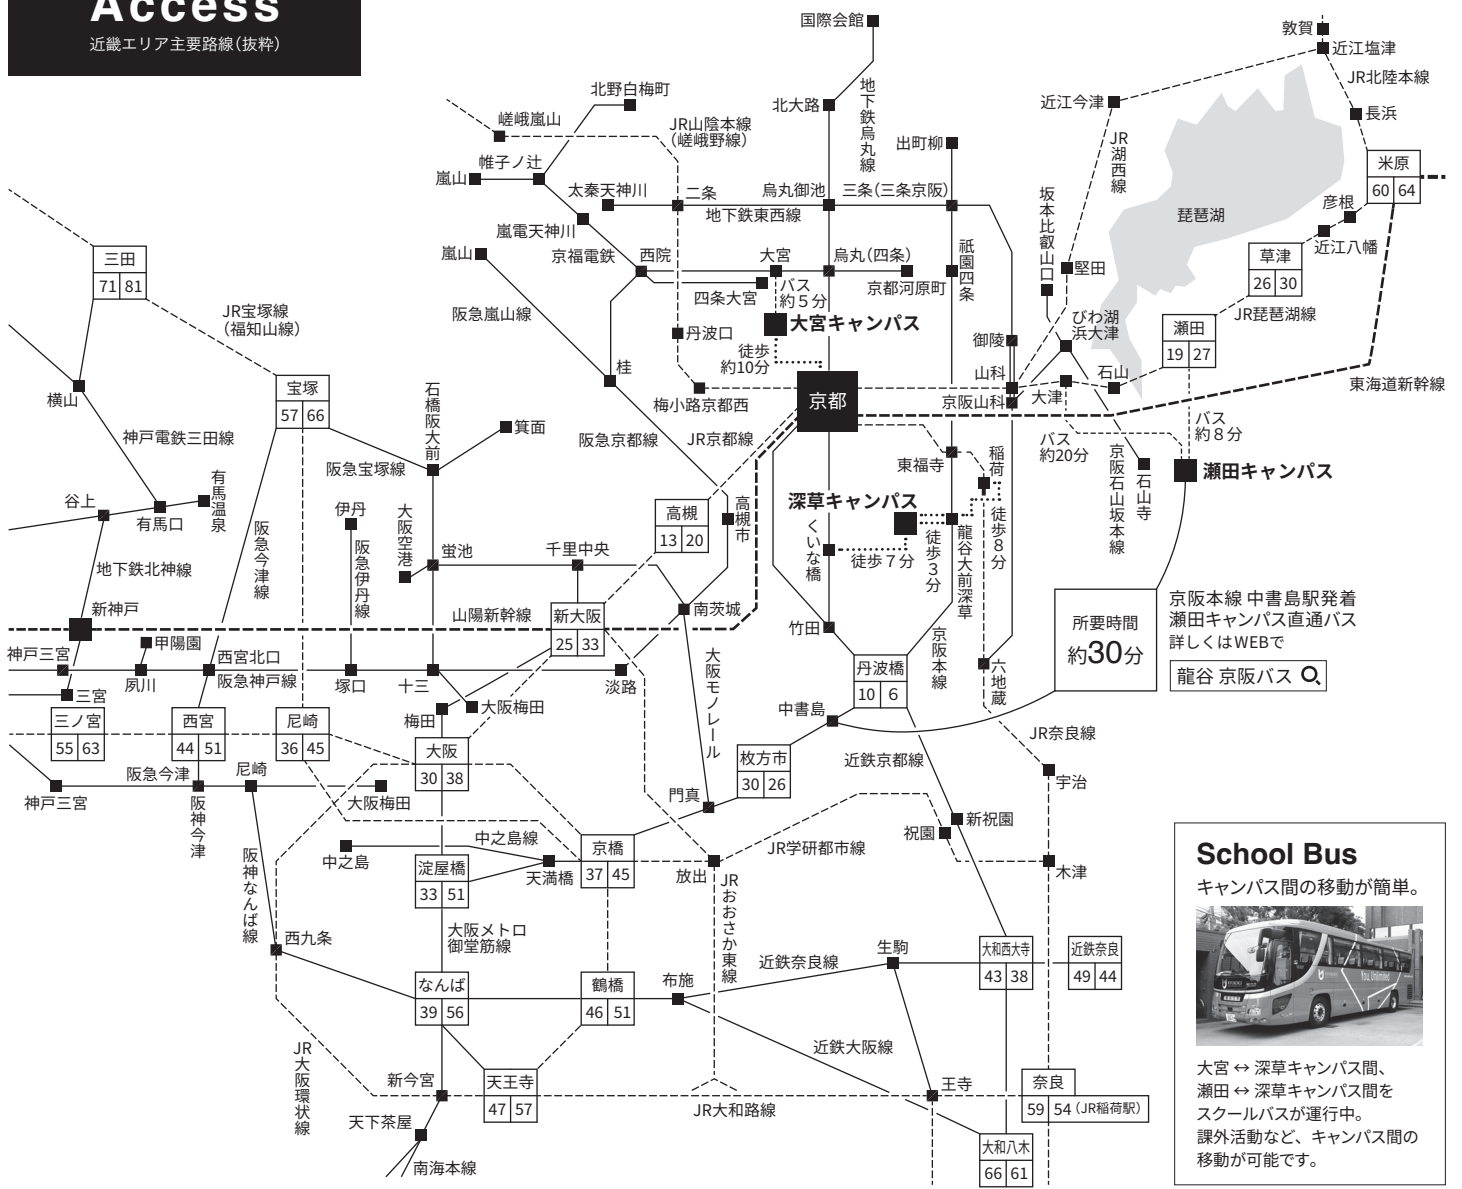 Access
近畿エリア主要路線(抜粋)
国際会館
地下鉄烏丸線
北大路
出町柳
北野白梅町
嵯峨嵐山
JR山陰本線
(嵯峨野線)
帷子ノ辻
嵐山
太秦天神川
二条
烏丸御池
三条(三条京阪)
地下鉄東西線
嵐電天神川
京福電鉄
嵐山
西院
大宮
烏丸(四条)
祇園四条
四条大宮
バス
約5分
京都河原町
阪急嵐山線
丹波口
大宮キャンパス
徒歩
約10分
桂
梅小路京都西
京都
御陵
山科
京阪山科
敦賀
近江塩津
JR北陸本線
近江今津
長浜
JR湖西線
米原
60 64
坂本比叡山口
琵琶湖
彦根
近江八幡
草津
26 30
堅田
JR琵琶湖線
びわ湖
浜大津
瀬田
19 27
大津
石山
東海道新幹線
バス
約8分
バス
約20分
京阪石山坂本線
石山寺
瀬田キャンパス
三田
71 81
JR宝塚線
(福知山線)
横山
宝塚
57 66
石橋阪大前
箕面
神戸電鉄三田線
阪急宝塚線
阪急京都線
JR京都線
東福寺
稲荷
谷上
有馬口
有馬温泉
阪急今津線
伊丹
阪急伊丹線
大阪空港
蛍池
千里中央
高槻
13 20
高槻市
深草キャンパス
くいな橋
徒歩7分
徒歩3分
龍谷大前深草
徒歩8分
地下鉄北神線
新神戸
山陽新幹線
新大阪
25 33
南茨城
竹田
京阪本線
所要時間
約30分
京阪本線 中書島駅発着
瀬田キャンパス直通バス
詳しくはWEBで
龍谷 京阪バス
神戸三宮
甲陽園
夙川
西宮北口
阪急神戸線
塚口
十三
淡路
大阪モノレール
丹波橋
10 6
六地蔵
三宮
梅田
大阪梅田
中書島
三ノ宮
55 63
西宮
44 51
尼崎
36 45
大阪
30 38
枚方市
30 26
近鉄京都線
JR奈良線
宇治
神戸三宮
阪急今津
阪神今津
尼崎
大阪梅田
門真
新祝園
祝園
中之島
中之島線
淀屋橋
33 51
天満橋
京橋
37 45
放出
JR学研都市線
木津
阪神なんば線
西九条
大阪メトロ
御堂筋線
JRおおさか東線
なんば
39 56
鶴橋
46 51
布施
近鉄奈良線
生駒
大和西大寺
43 38
近鉄奈良
49 44
近鉄大阪線
JR大阪環状線
新今宮
天王寺
47 57
JR大和路線
王寺
奈良
59 54(JR稲荷駅)
天下茶屋
南海本線
大和八木
66 61
School Bus
キャンパス間の移動が簡単。
You, Unlimited
大宮 ↔ 深草キャンパス間、
瀬田 ↔ 深草キャンパス間を
スクールバスが運行中。
課外活動など、キャンパス間の
移動が可能です。